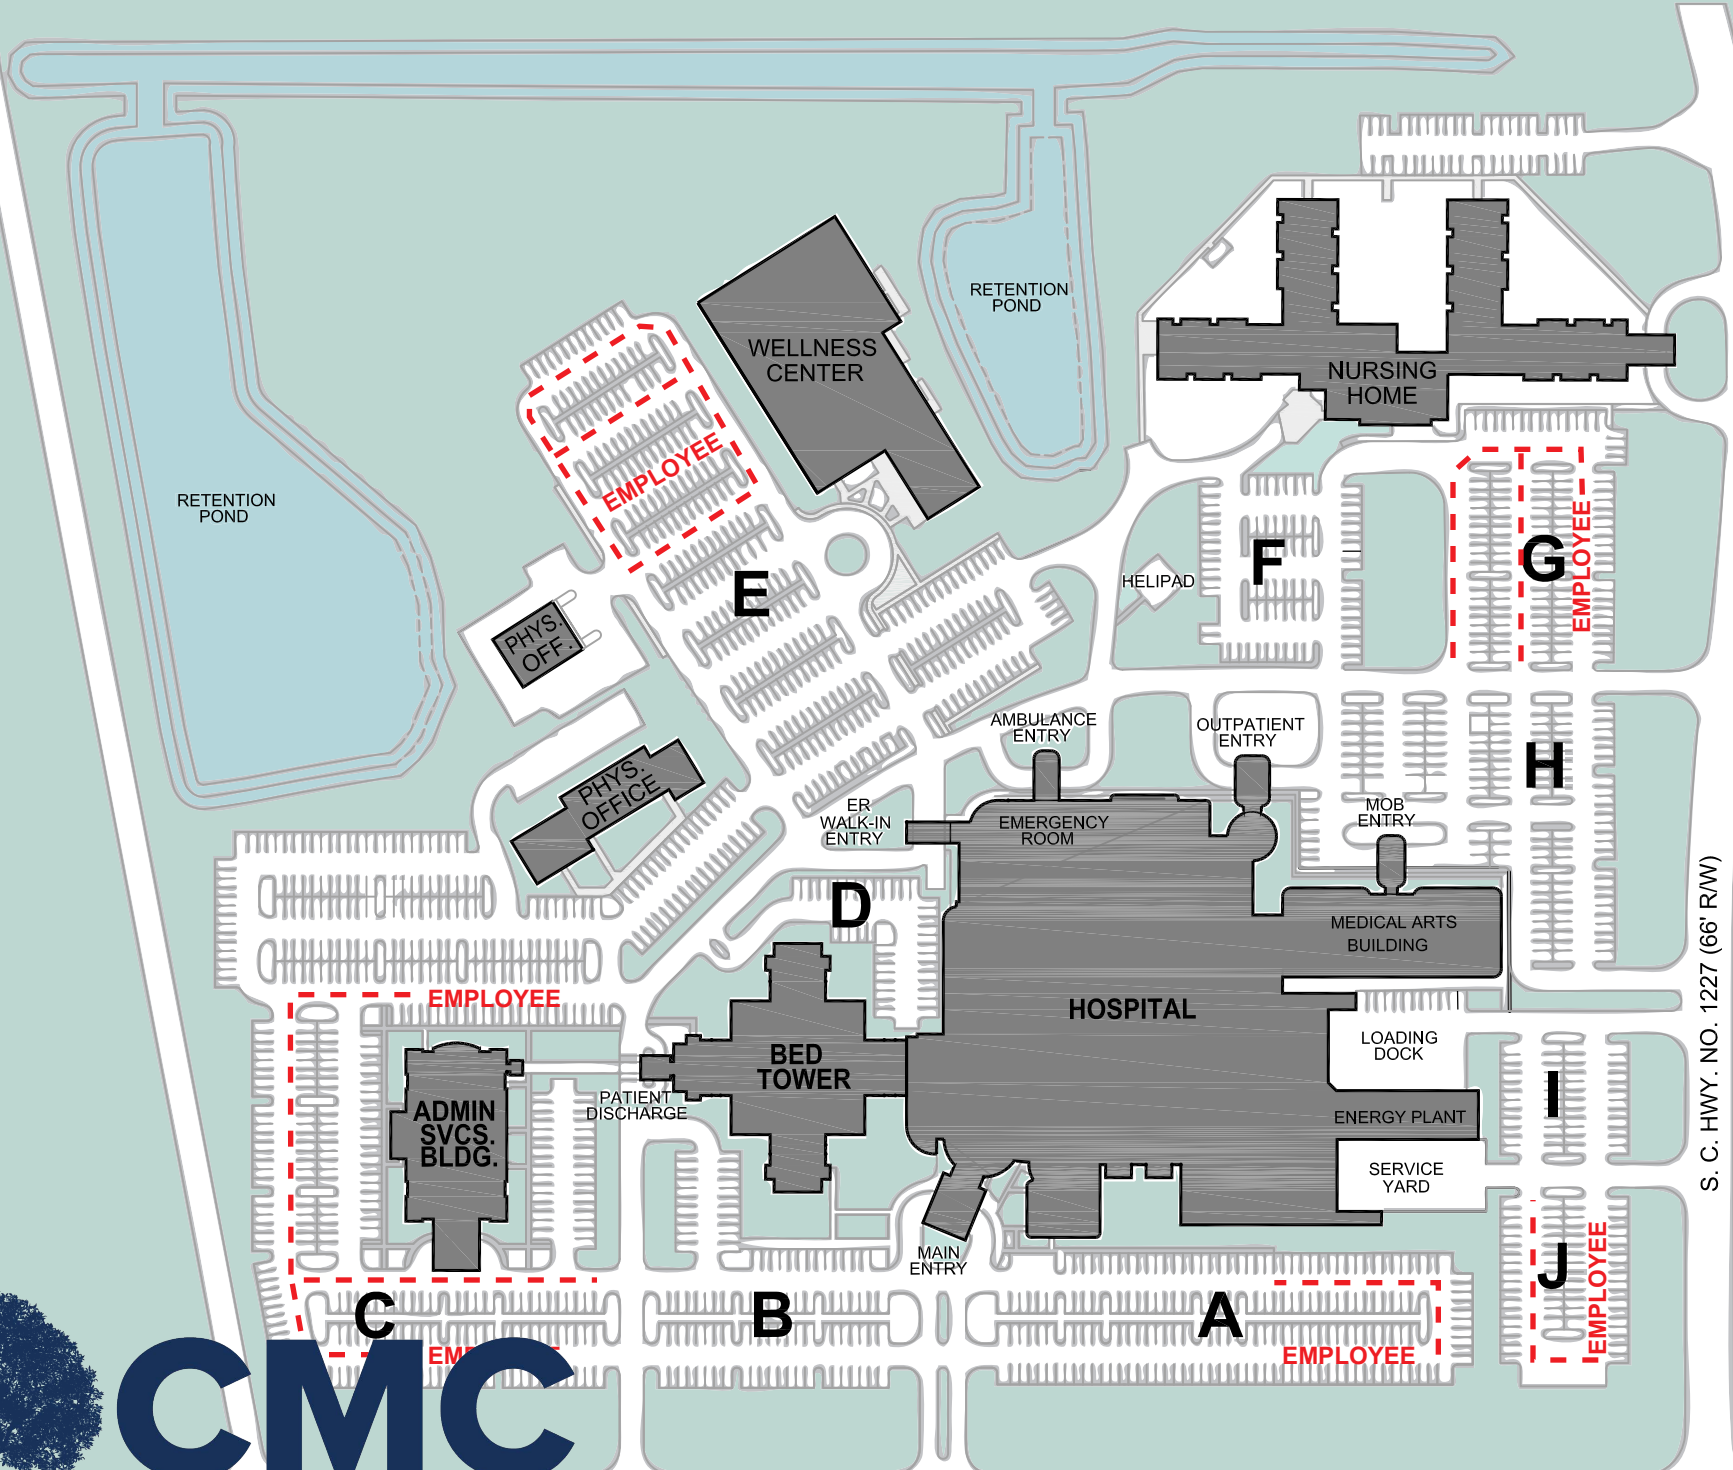 RETENTION
POND
WELLNESS
CENTER
NURSING
HOME
EMPLOYEE
RETENTION
POND
F
G
EMPLOYEE
HELIPAD
E
PHYS.
OFF.
AMBULANCE
ENTRY
OUTPATIENT
ENTRY
H
PHYS.
OFFICE
ER
WALK-IN
ENTRY
EMERGENCY
ROOM
MOB
ENTRY
D
MEDICAL ARTS
BUILDING
S. C. HWY. NO. 1227 (66' R/W)
EMPLOYEE
HOSPITAL
LOADING
DOCK
BED
TOWER
PATIENT
DISCHARGE
ADMIN
SVCS.
BLDG.
I
ENERGY PLANT
SERVICE
YARD
MAIN
ENTRY
J
EMPLOYEE
C
B
A
EMPLOYEE
CMC